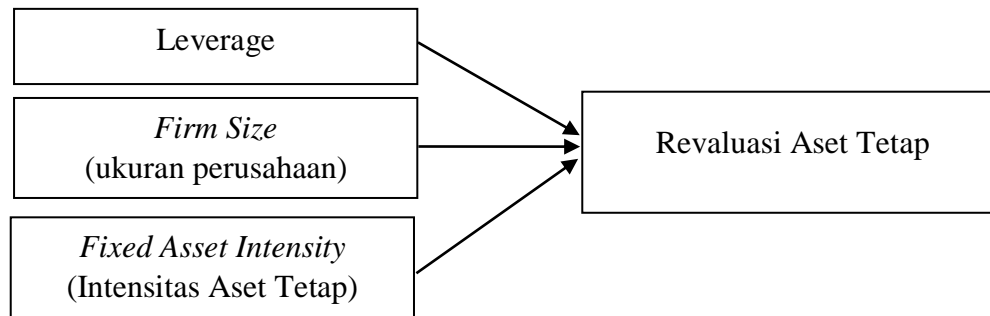 Leverage
Firm Size
(ukuran perusahaan)
Revaluasi Aset Tetap
Fixed Asset Intensity
(Intensitas Aset Tetap)